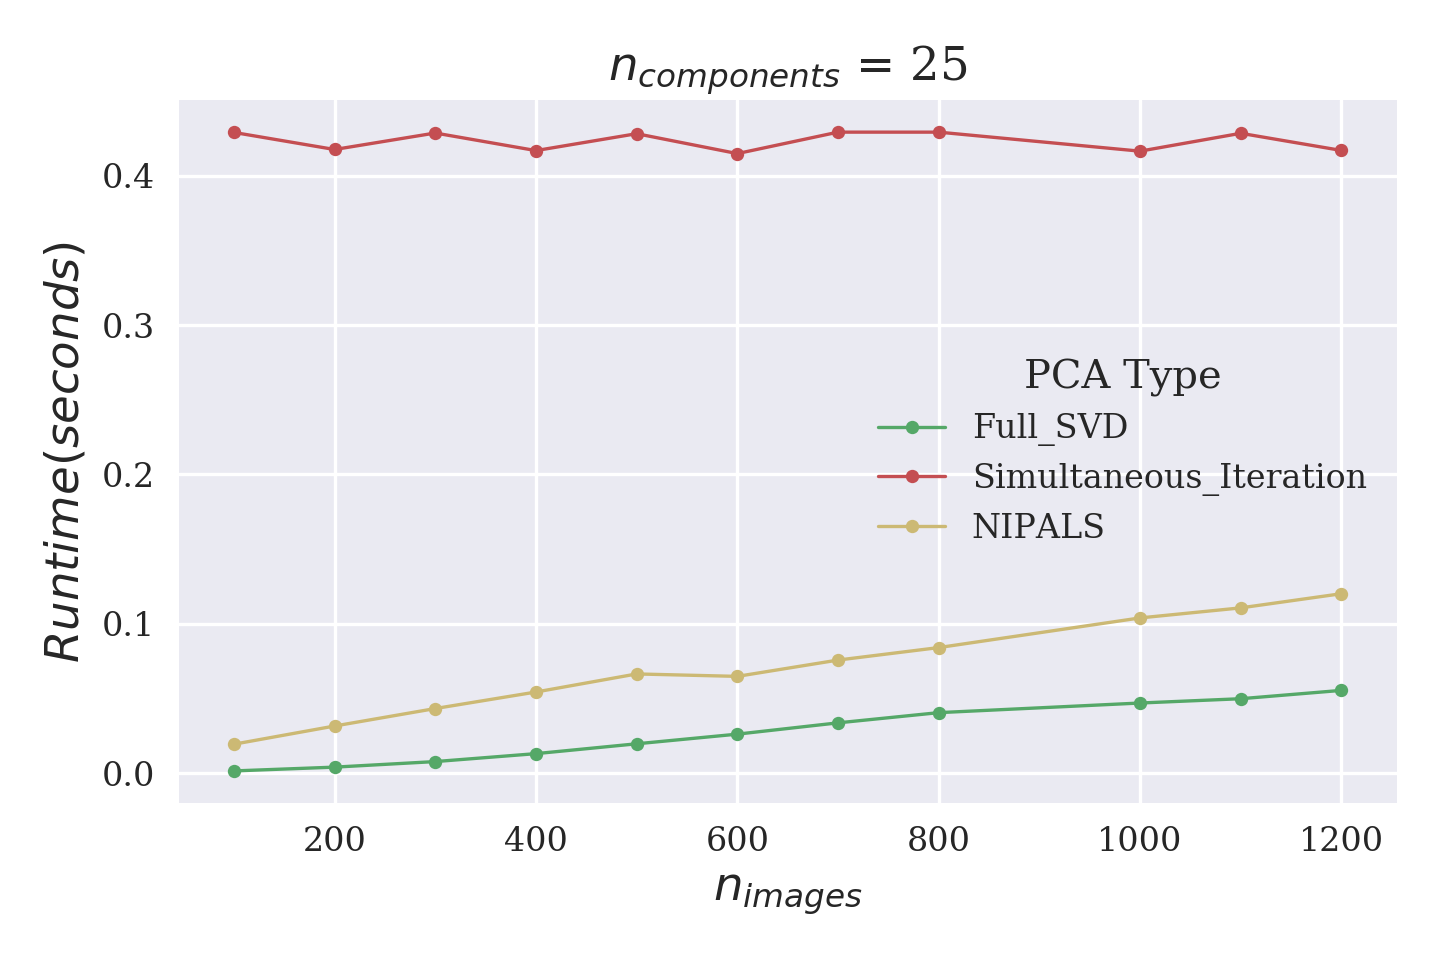 n_components = 25
Runtime(seconds)
0.4
0.3
0.2
0.1
0.0
PCA Type
Full_SVD
Simultaneous_Iteration
NIPALS
200 400 600 800 1000 1200
n_images